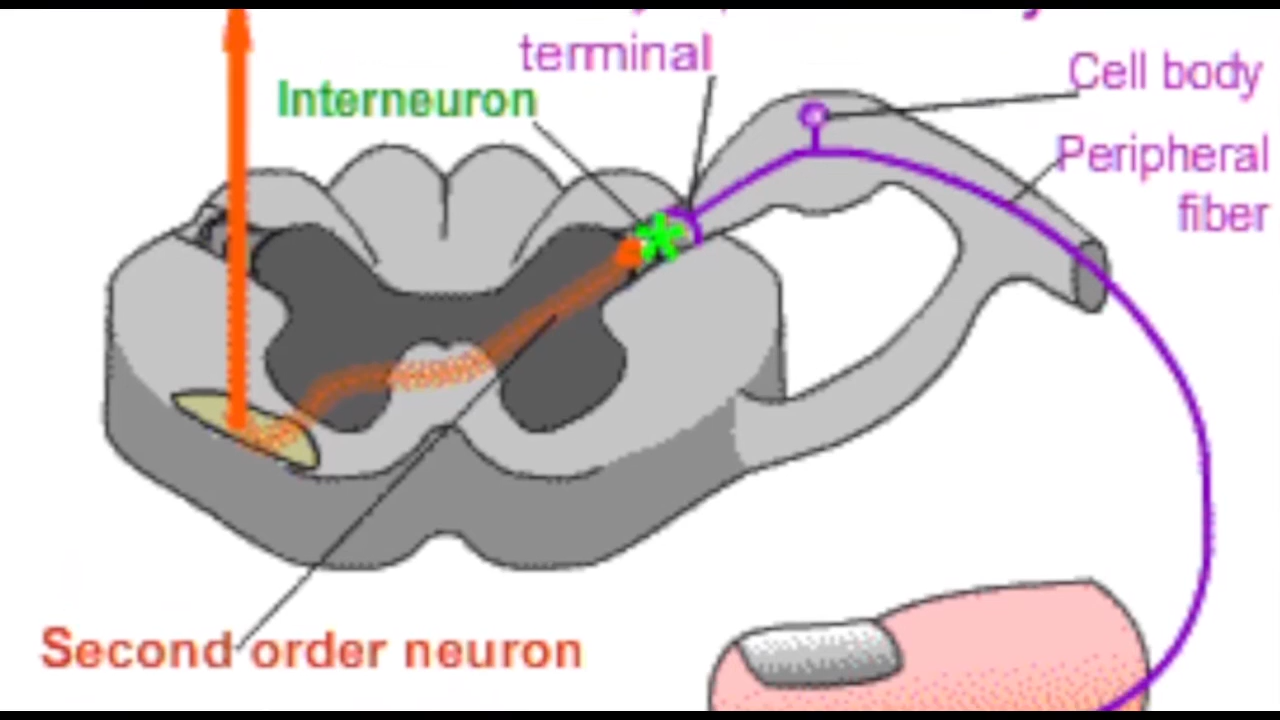 terminal
Interneuron
Cell body
Peripheral
fiber
Second order neuron